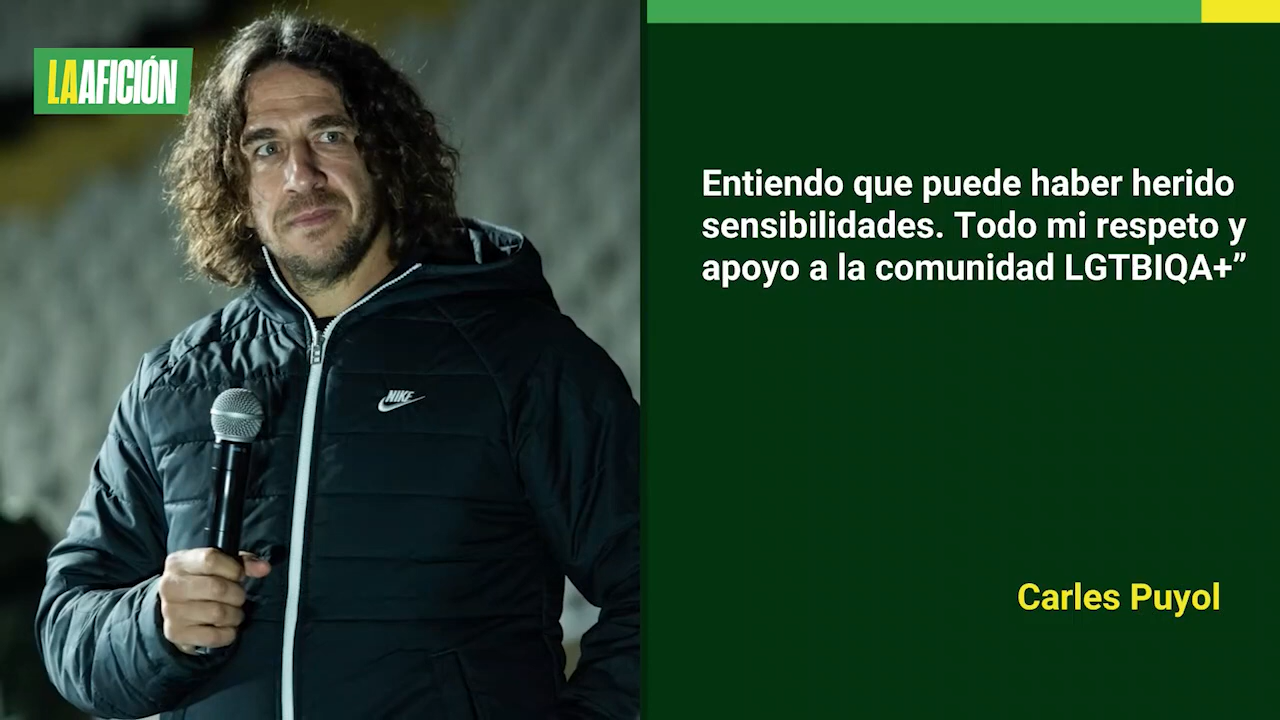 LAAFICIÓN
Entiendo que puede haber herido
sensibilidades. Todo mi respeto y
apoyo a la comunidad LGTBIQA+”
NIKE
Carles Puyol